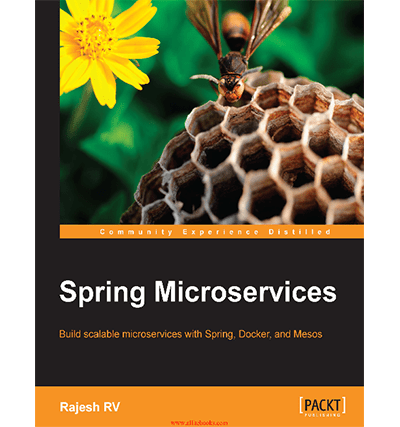 Community Experience Distilled
Spring Microservices
Build scalable microservices with Spring, Docker, and Mesos
Rajesh RV
[PACKT]
PUBLISHING